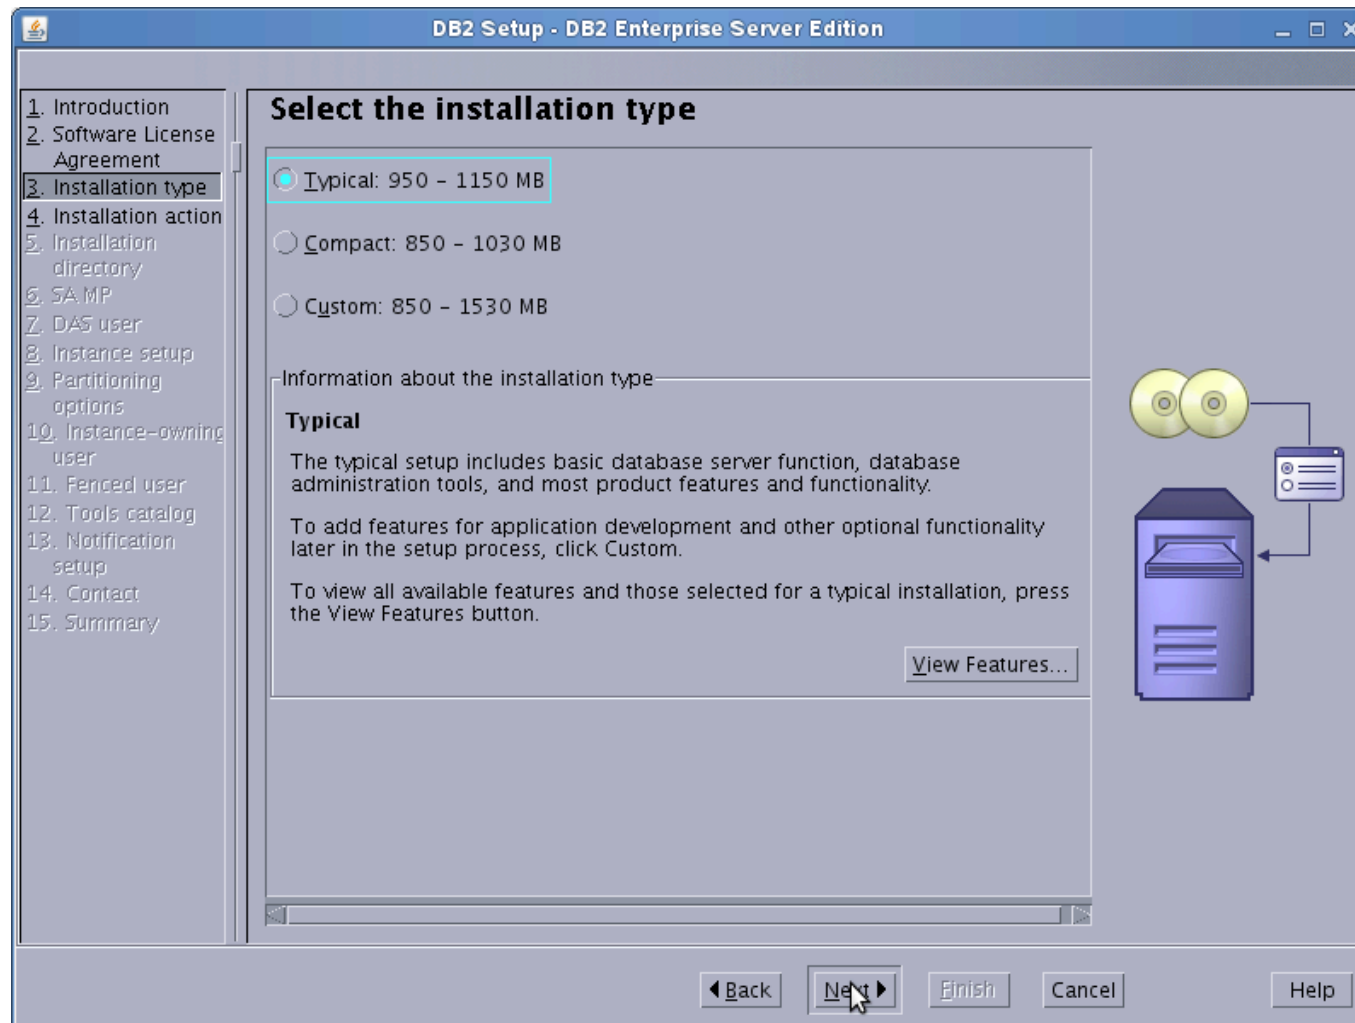 DB2 Setup - DB2 Enterprise Server Edition
1. Introduction
2. Software License
Agreement
3. Installation type
4. Installation action
5. Installation
directory
6. SA MP
7. DAS user
8. Instance setup
9. Partitioning
options
10. Instance-owning
user
11. Fenced user
12. Tools catalog
13. Notification
setup
14. Contact
15. Summary
Select the installation type
Typical: 950 - 1150 MB
Compact: 850 - 1030 MB
Custom: 850 - 1530 MB
Information about the installation type
Typical
The typical setup includes basic database server function, database
administration tools, and most product features and functionality.
To add features for application development and other optional functionality
later in the setup process, click Custom.
To view all available features and those selected for a typical installation, press
the View Features button.
View Features...
Back
Next
Finish
Cancel
Help